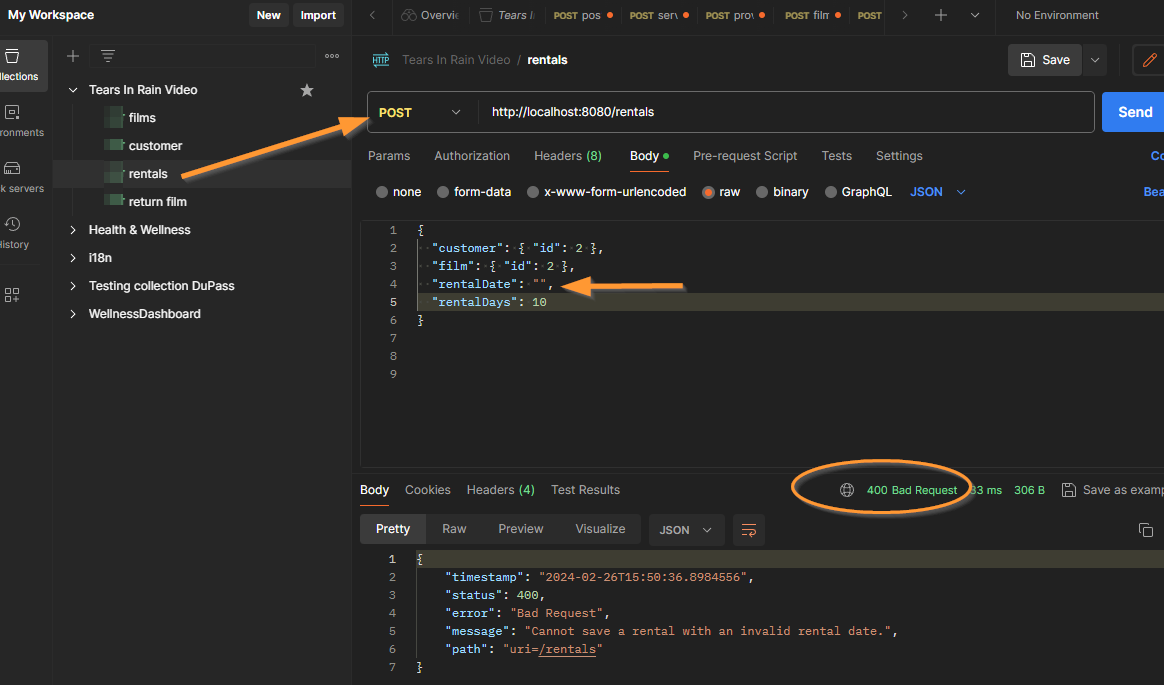 My Workspace
New
Import
Overvi
Tears I
POST pos
POST serv
POST prov
POST film
POST
No Environment
llections
ronments
k servers
History
Tears In Rain Video
films
customer
rentals
return film
Health & Wellness
i18n
Testing collection DuPass
WellnessDashboard
HTTP
Tears In Rain Video / rentals
Save
POST
http://localhost:8080/rentals
Send
Params
Authorization
Headers (8)
Body
Pre-request Script
Tests
Settings
Co
none
form-data
x-www-form-urlencoded
raw
binary
GraphQL
JSON
Bea
1 {
2 "customer": { "id": 2 },
3 "film": { "id": 2 },
4 "rentalDate": "",
5 "rentalDays": 10
6 }
7
8
9
Body
Cookies
Headers (4)
Test Results
400 Bad Request
33 ms
306 B
Save as examp
Pretty
Raw
Preview
Visualize
JSON
1 {
2 "timestamp": "2024-02-26T15:50:36.8984556",
3 "status": 400,
4 "error": "Bad Request",
5 "message": "Cannot save a rental with an invalid rental date.",
6 "path": "uri=/rentals"
7 }